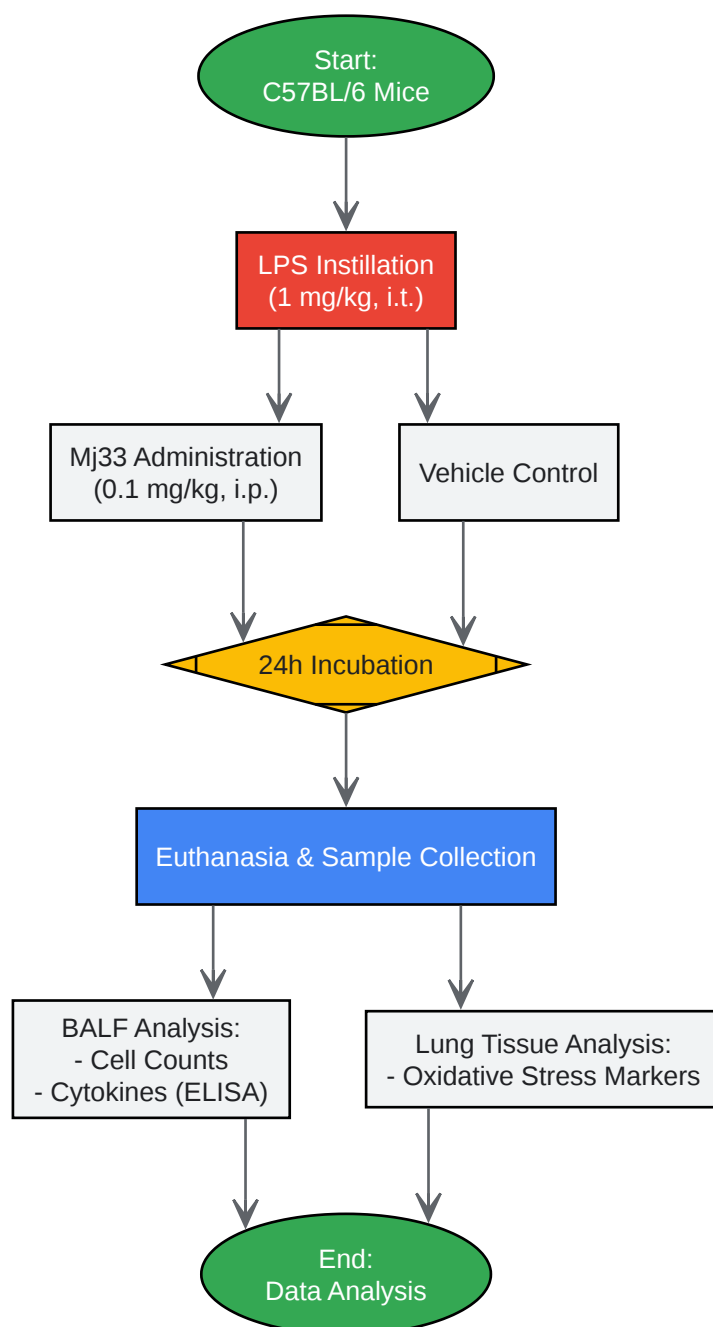 Start:
C57BL/6 Mice
LPS Instillation
(1 mg/kg, i.t.)
Mj33 Administration
(0.1 mg/kg, i.p.)
Vehicle Control
24h Incubation
Euthanasia & Sample Collection
BALF Analysis:
- Cell Counts
- Cytokines (ELISA)
Lung Tissue Analysis:
- Oxidative Stress Markers
End:
Data Analysis